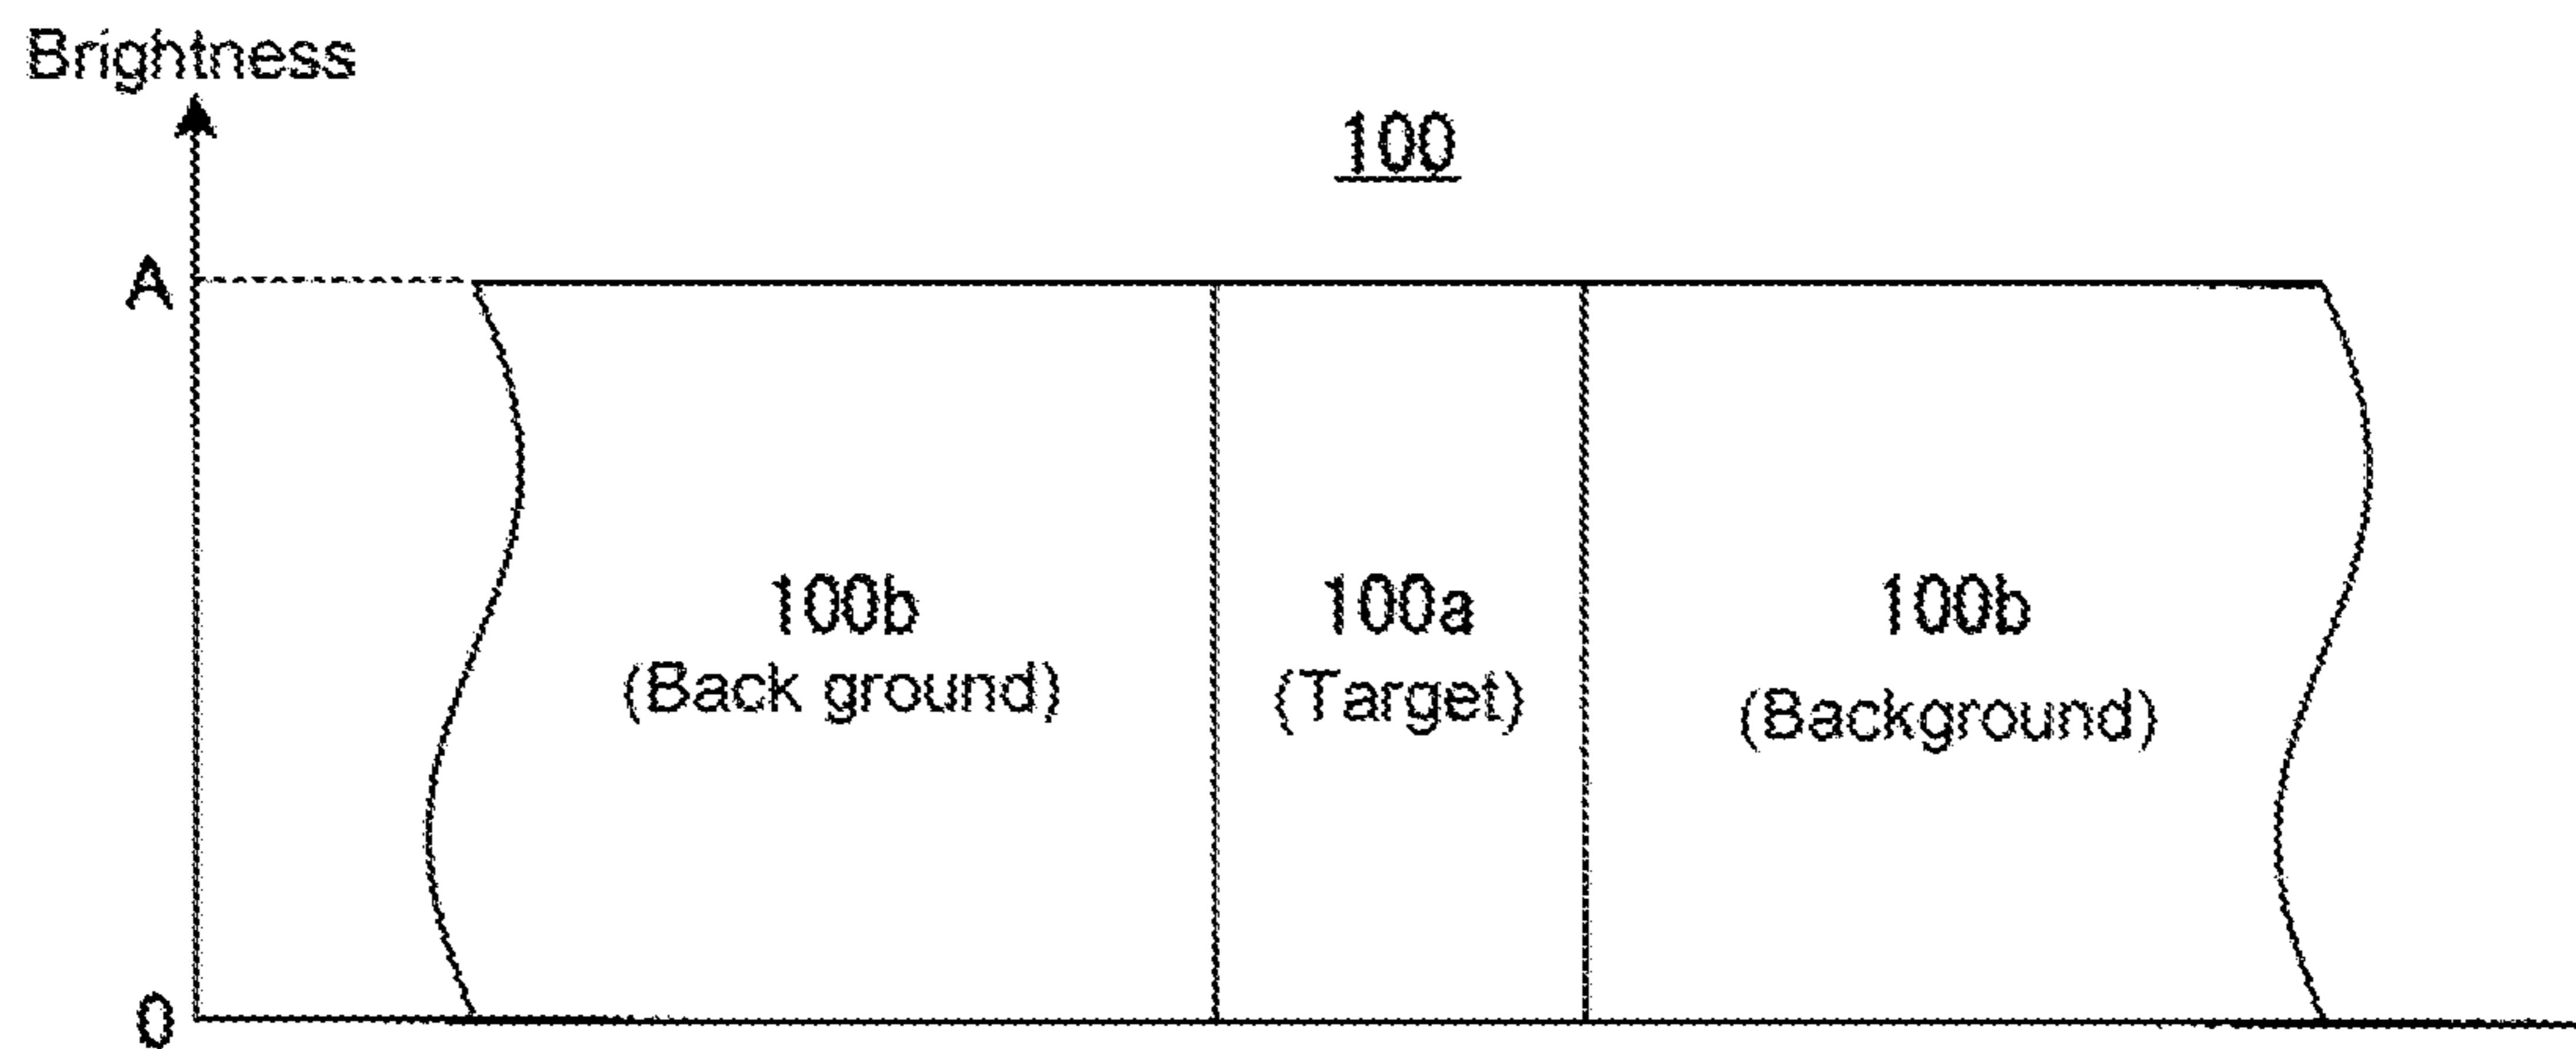 Brightness
100
A
100b
(Back ground)
100a
(Target)
100b
(Background)
0